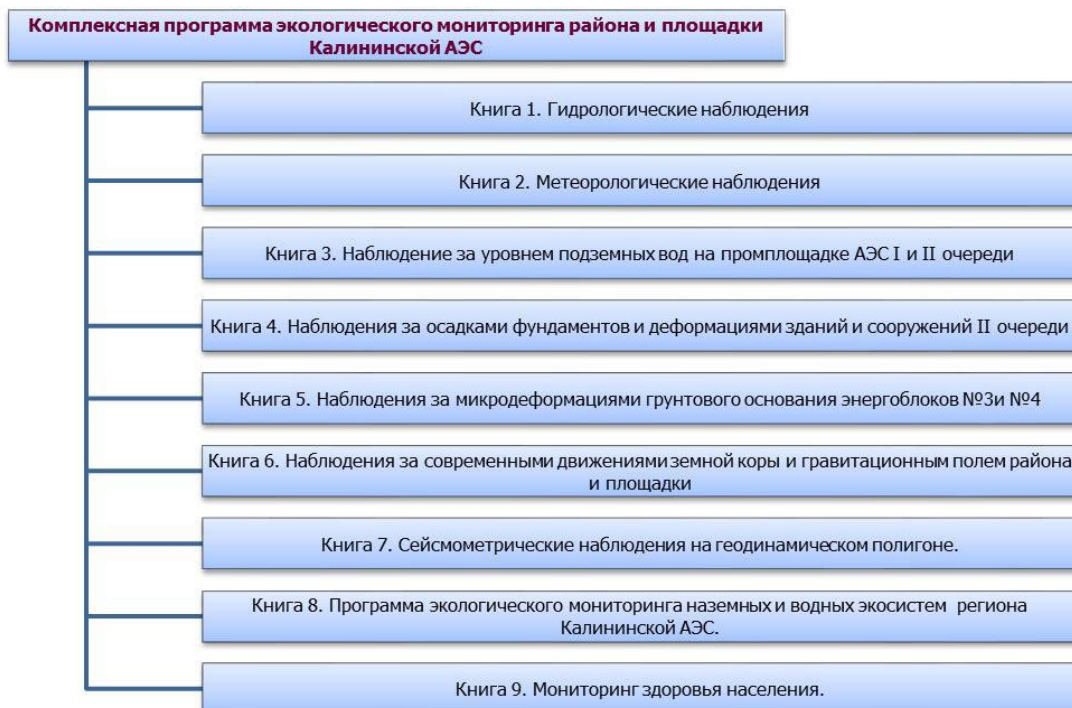 Комплексная программа экологического мониторинга района и площадки
Калининской АЭС
Книга 1. Гидрологические наблюдения
Книга 2. Метеорологические наблюдения
Книга 3. Наблюдение за уровнем подземных вод на промплощадке АЭС I и II очереди
Книга 4. Наблюдения за осадками фундаментов и деформациями зданий и сооружений II очереди
Книга 5. Наблюдения за микродеформациями грунтового основания энергоблоков №3и №4
Книга 6. Наблюдения за современными движениями земной коры и гравитационным полем района
и площадки
Книга 7. Сейсмометрические наблюдения на геодинамическом полигоне.
Книга 8. Программа экологического мониторинга наземных и водных экосистем региона
Калининской АЭС.
Книга 9. Мониторинг здоровья населения.